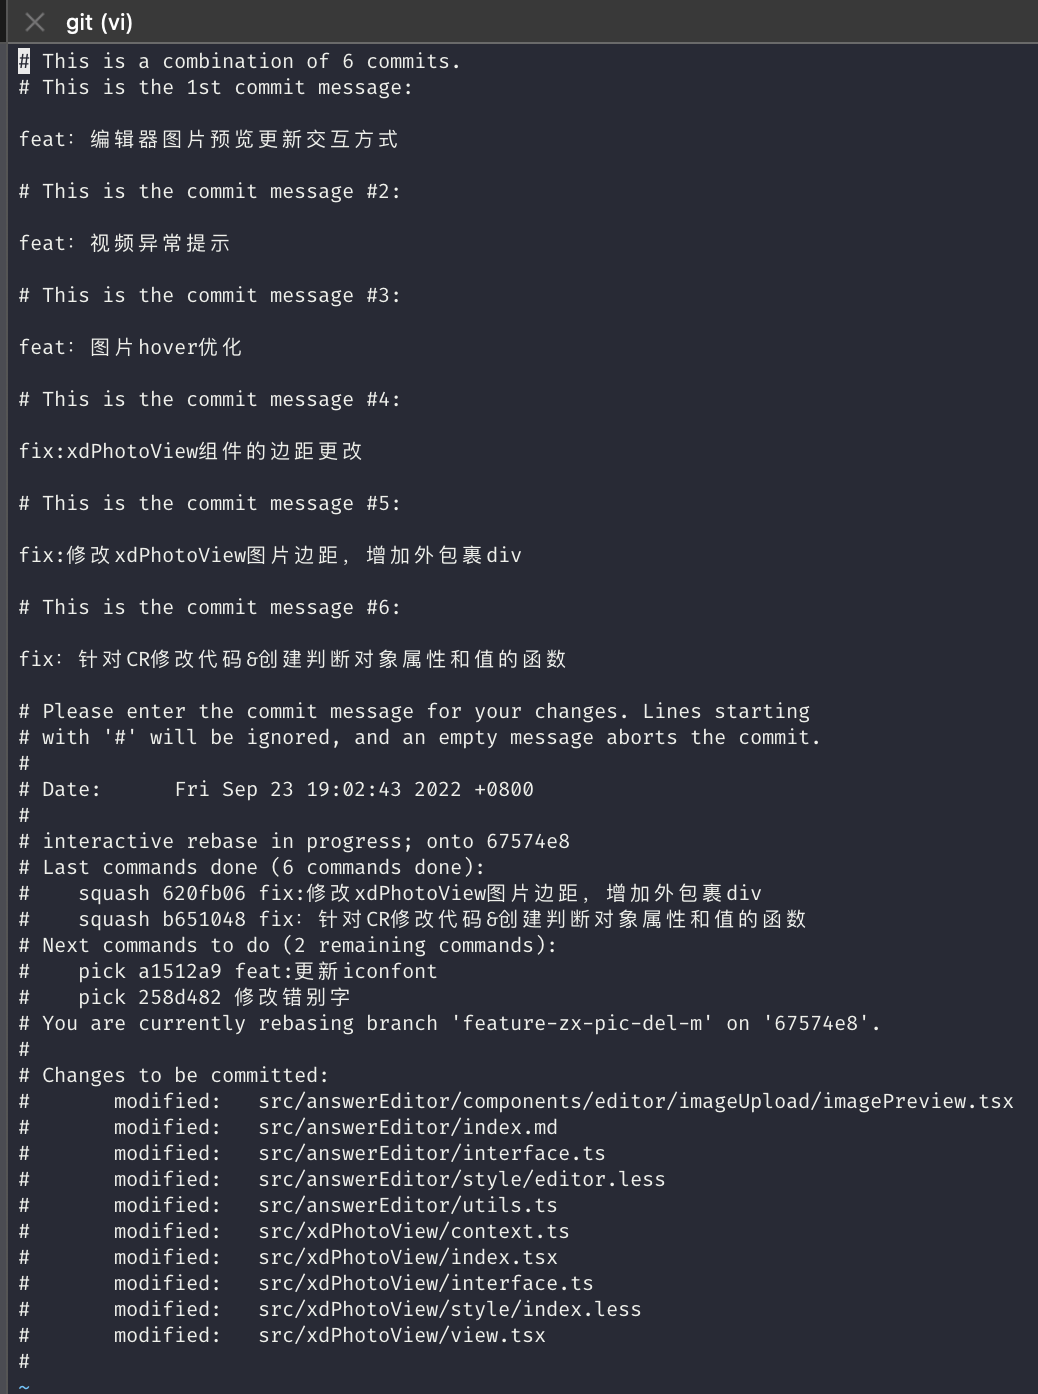 git (vi)
# This is a combination of 6 commits.
# This is the 1st commit message:
feat: 编辑器图片预览更新交互方式
# This is the commit message #2:
feat: 视频异常提示
# This is the commit message #3:
feat: 图片hover优化
# This is the commit message #4:
fix:xdPhotoView组件的边距更改
# This is the commit message #5:
fix:修改xdPhotoView图片边距，增加外包裹div
# This is the commit message #6:
fix: 针对CR修改代码&创建判断对象属性和值的函数
# Please enter the commit message for your changes. Lines starting
# with '#' will be ignored, and an empty message aborts the commit.
#
# Date:      Fri Sep 23 19:02:43 2022 +0800
#
# interactive rebase in progress; onto 67574e8
# Last commands done (6 commands done):
#    squash 620fb06 fix:修改xdPhotoView图片边距，增加外包裹div
#    squash b651048 fix: 针对CR修改代码&创建判断对象属性和值的函数
# Next commands to do (2 remaining commands):
#    pick a1512a9 feat:更新iconfont
#    pick 258d482 修改错别字
# You are currently rebasing branch 'feature-zx-pic-del-m' on '67574e8'.
#
# Changes to be committed:
#       modified:   src/answerEditor/components/editor/imageUpload/imagePreview.tsx
#       modified:   src/answerEditor/index.md
#       modified:   src/answerEditor/interface.ts
#       modified:   src/answerEditor/style/editor.less
#       modified:   src/answerEditor/utils.ts
#       modified:   src/xdPhotoView/context.ts
#       modified:   src/xdPhotoView/index.tsx
#       modified:   src/xdPhotoView/interface.ts
#       modified:   src/xdPhotoView/style/index.less
#       modified:   src/xdPhotoView/view.tsx
#
~